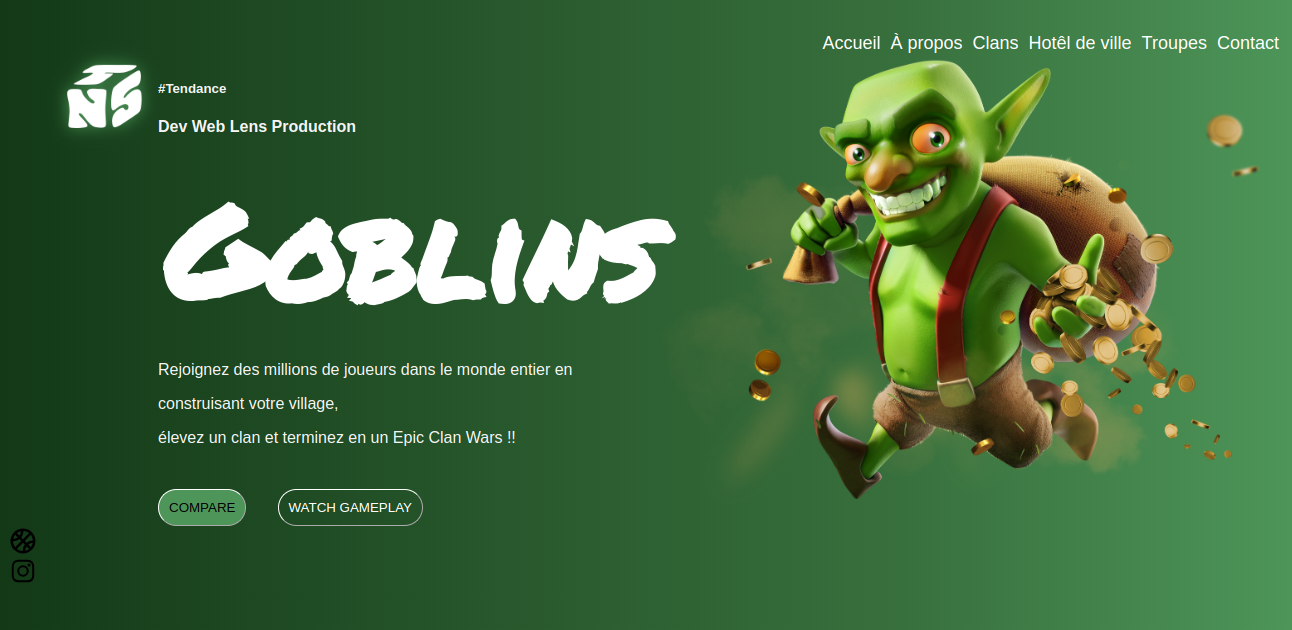 Accueil À propos Clans Hotêl de ville Troupes Contact
#Tendance
Dev Web Lens Production
Goblins
Rejoignez des millions de joueurs dans le monde entier en
construisant votre village,
élevez un clan et terminez en un Epic Clan Wars !!
COMPARE WATCH GAMEPLAY